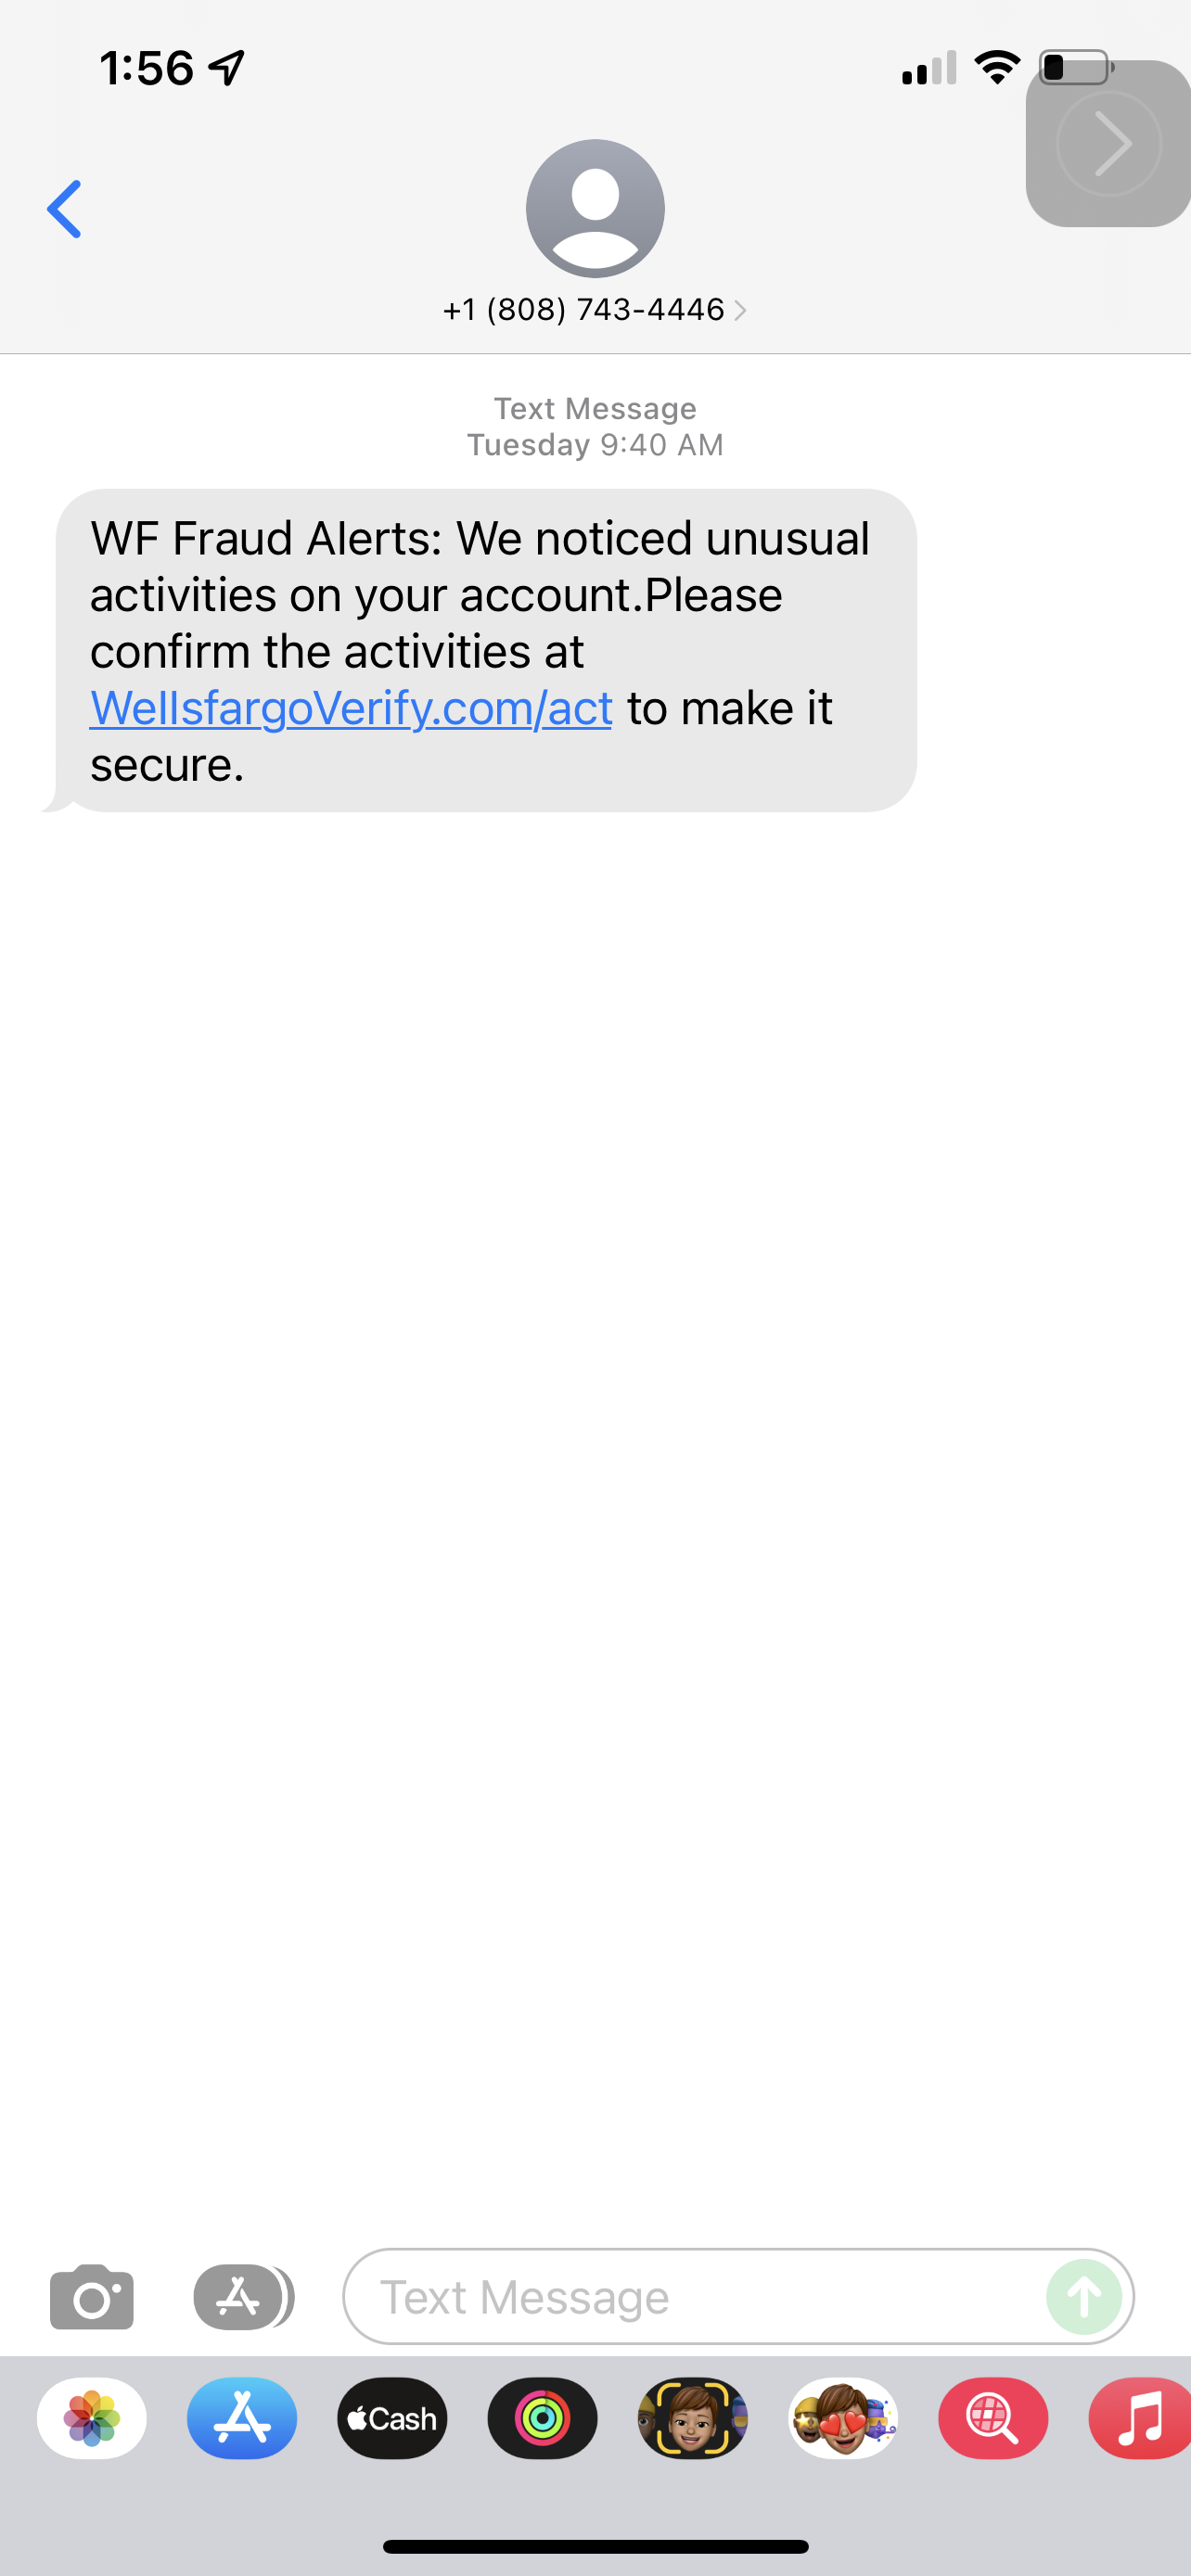 1:56
+1 (808) 743-4446
Text Message
Tuesday 9:40 AM
WF Fraud Alerts: We noticed unusual
activities on your account.Please
confirm the activities at
WellsfargoVerify.com/act to make it
secure.
Text Message
Cash